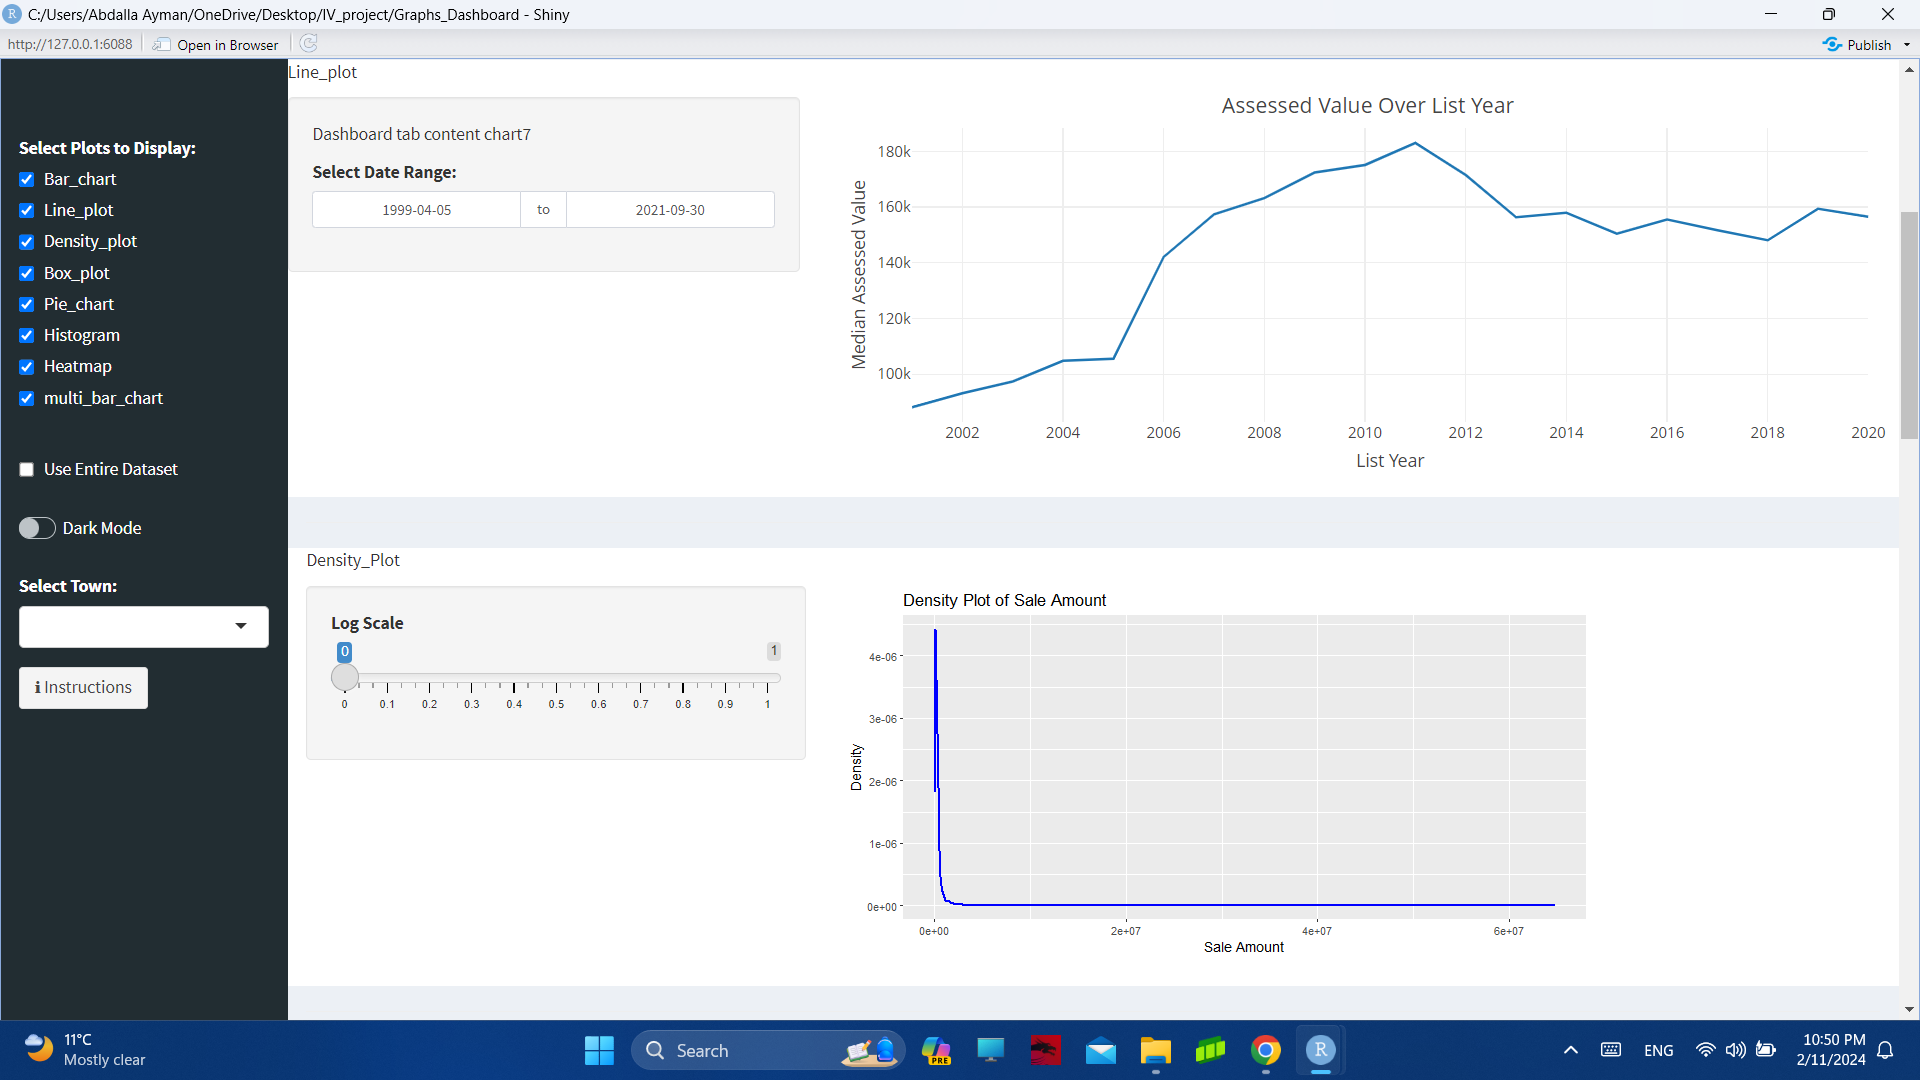 R C:/Users/Abdalla Ayman/OneDrive/Desktop/IV_project/Graphs_Dashboard - Shiny
http://127.0.0.1:6088 Open in Browser Publish
Select Plots to Display:
Bar_chart
Line_plot
Density_plot
Box_plot
Pie_chart
Histogram
Heatmap
multi_bar_chart
Use Entire Dataset
Dark Mode
Select Town:
i Instructions
Line_plot
Dashboard tab content chart7
Select Date Range:
1999-04-05 to 2021-09-30
Assessed Value Over List Year
Median Assessed Value
180k
160k
140k
120k
100k
2002 2004 2006 2008 2010 2012 2014 2016 2018 2020
List Year
Density_Plot
Log Scale
0 1
0 0.1 0.2 0.3 0.4 0.5 0.6 0.7 0.8 0.9 1
Density Plot of Sale Amount
Density
4e-06
3e-06
2e-06
1e-06
0e+00
0e+00 2e+07 4e+07 6e+07
Sale Amount
11°C
Mostly clear
Search
PRE
R
ENG
10:50 PM
2/11/2024